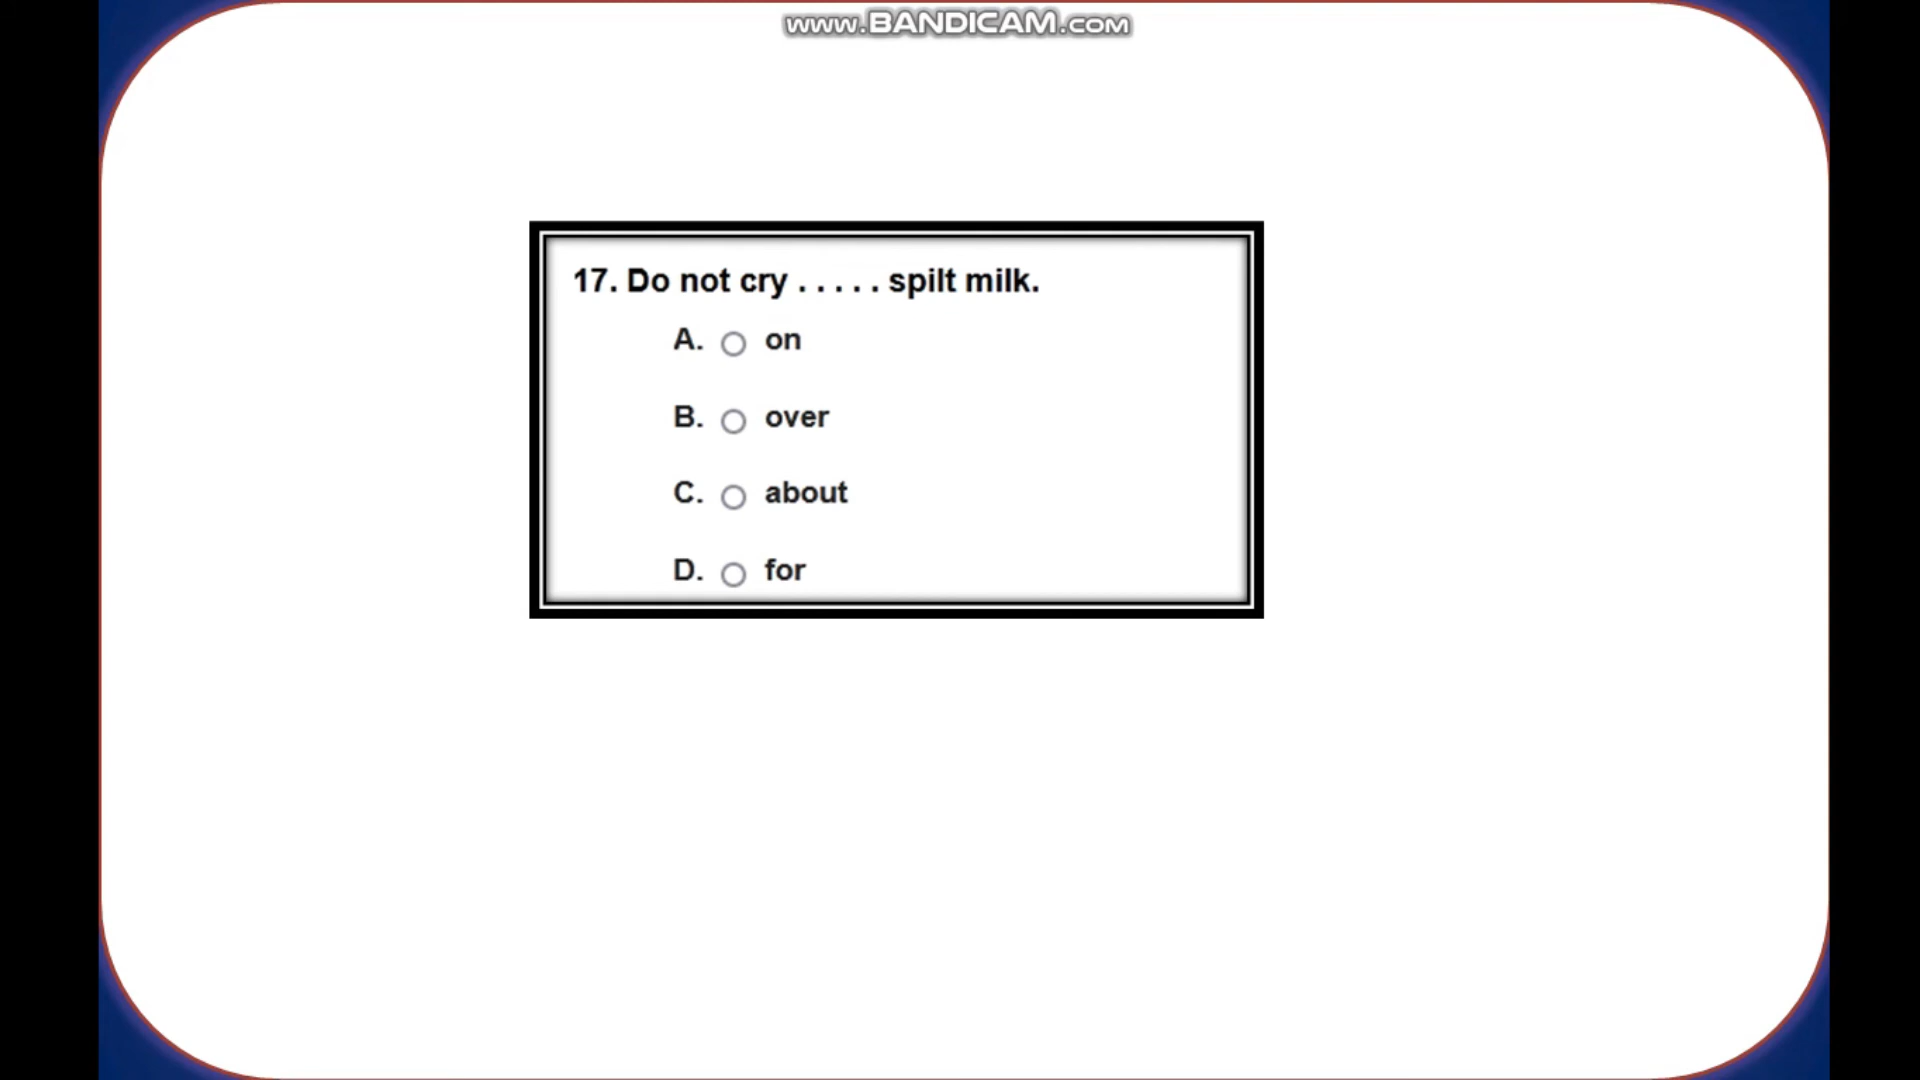 www.BANDICAM.com
17. Do not cry . . . . . spilt milk.
A. on
B. over
C. about
D. for